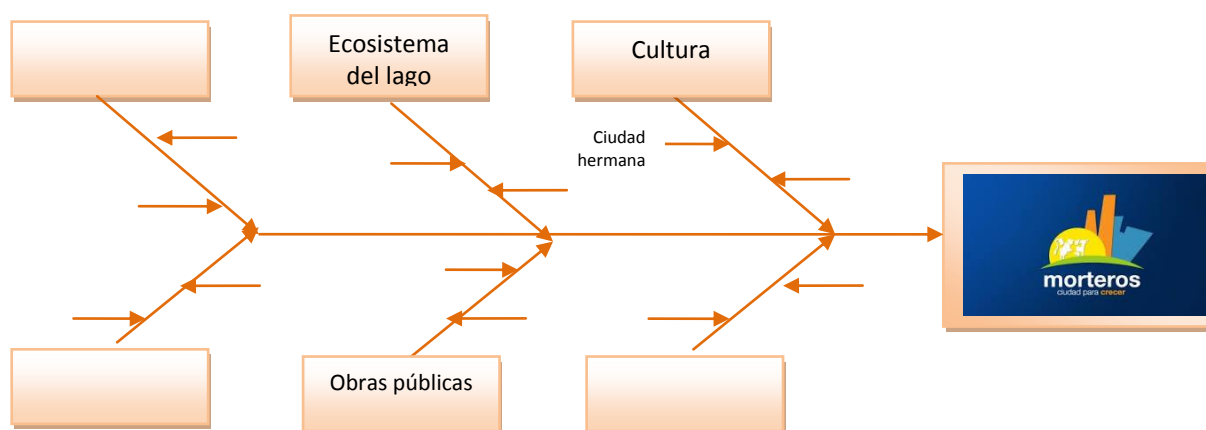 Ecosistema
del lago
Cultura
Ciudad
hermana
morteros
ciudad para crecer
Obras públicas